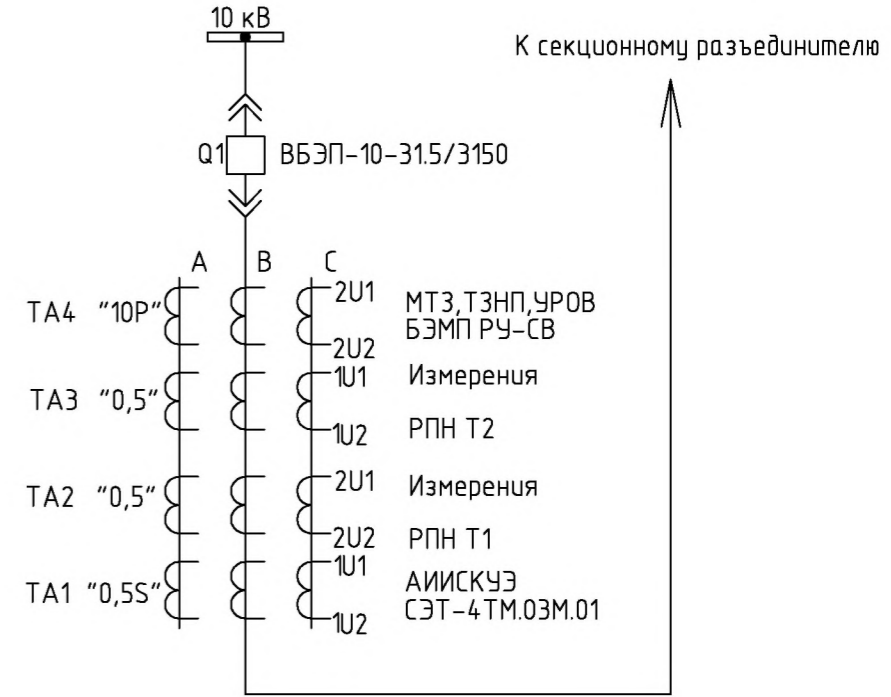 10 кВ
К секционному разъединителю
Q1 ВБЭП-10-31.5/3150
A B C
TA4 "10P" 2U1 МТЗ,ТЗНП,УРОВ
2U2 БЭМП РУ-СВ
TA3 "0,5" 1U1 Измерения
1U2 РПН Т2
TA2 "0,5" 2U1 Измерения
2U2 РПН Т1
TA1 "0,5S" 1U1 АИИСКУЭ
1U2 СЭТ-4ТМ.03М.01